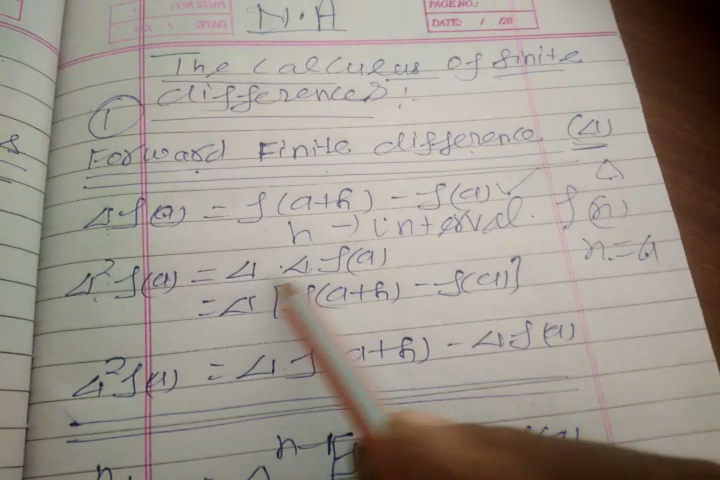 PAGE NO.:
DATE: / /20
N.A
The calculus of finite
differences:
① Forward Finite difference (Δ)
Δ
Δf(a) = f(a+h) - f(a) ✓
h → interval. f(n)
n = a
Δ²f(a) = Δ · Δf(a)
= Δ [f(a+h) - f(a)]
Δ²f(a) = Δf(a+h) - Δf(a)